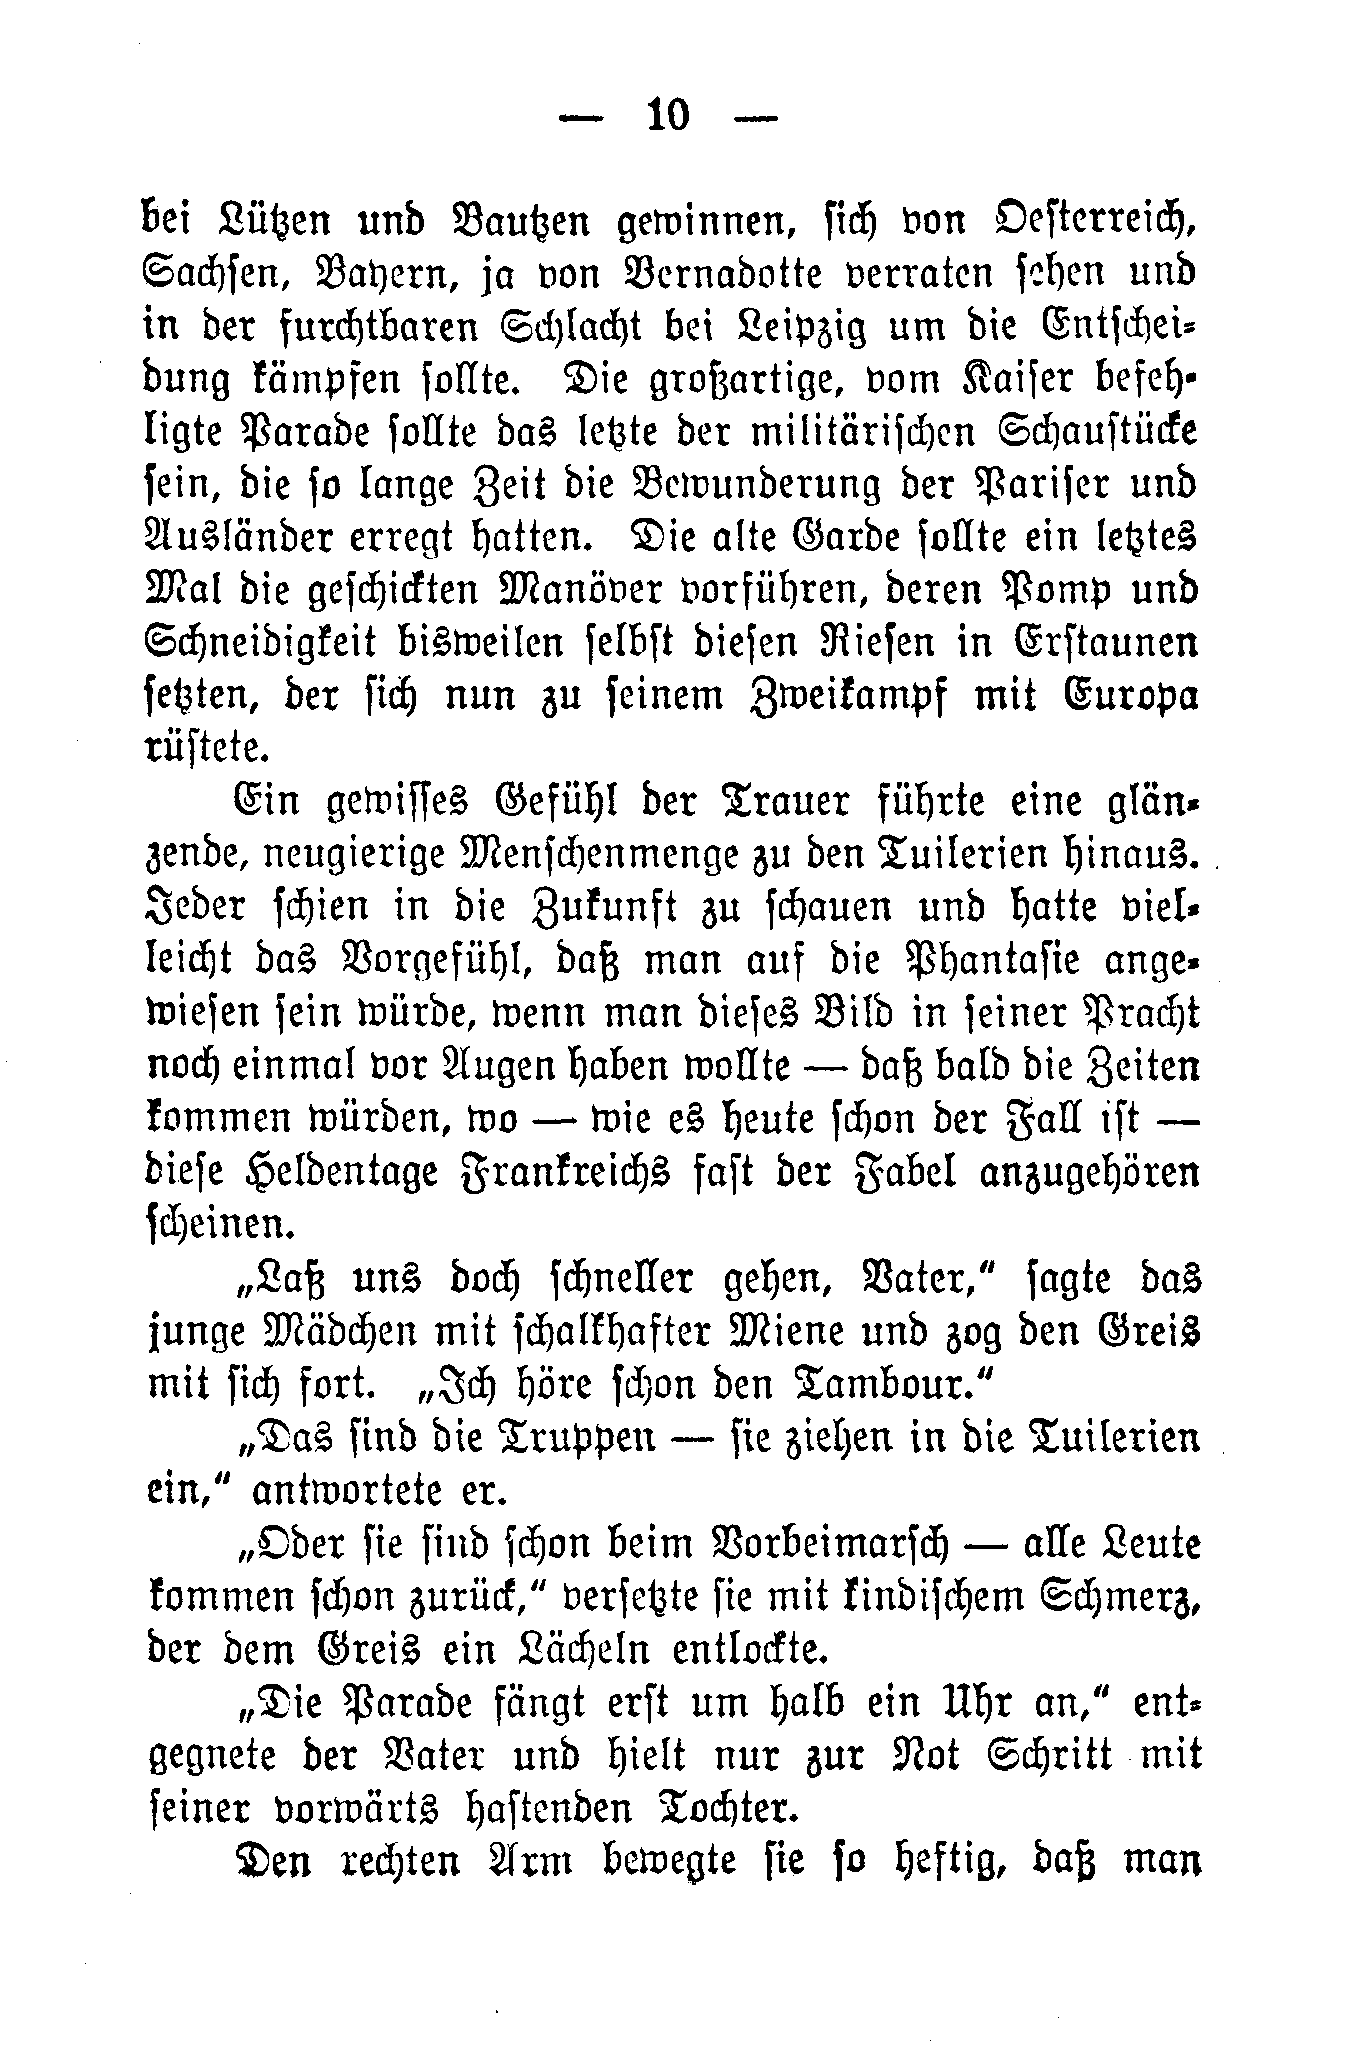 — 10 —
bei Lützen und Bautzen gewinnen, sich von Oesterreich,
Sachsen, Bayern, ja von Bernadotte verraten sehen und
in der furchtbaren Schlacht bei Leipzig um die Entschei-
dung kämpfen sollte. Die großartige, vom Kaiser befeh-
ligte Parade sollte das letzte der militärischen Schaustücke
sein, die so lange Zeit die Bewunderung der Pariser und
Ausländer erregt hatten. Die alte Garde sollte ein letztes
Mal die geschickten Manöver vorführen, deren Pomp und
Schneidigkeit bisweilen selbst diesen Riesen in Erstaunen
setzten, der sich nun zu seinem Zweikampf mit Europa
rüstete.
Ein gewisses Gefühl der Trauer führte eine glän-
zende, neugierige Menschenmenge zu den Tuilerien hinaus.
Jeder schien in die Zukunft zu schauen und hatte viel-
leicht das Vorgefühl, daß man auf die Phantasie ange-
wiesen sein würde, wenn man dieses Bild in seiner Pracht
noch einmal vor Augen haben wollte — daß bald die Zeiten
kommen würden, wo — wie es heute schon der Fall ist —
diese Heldentage Frankreichs fast der Fabel anzugehören
scheinen.
„Laß uns doch schneller gehen, Vater,“ sagte das
junge Mädchen mit schalkhafter Miene und zog den Greis
mit sich fort. „Ich höre schon den Tambour.“
„Das sind die Truppen — sie ziehen in die Tuilerien
ein,“ antwortete er.
„Oder sie sind schon beim Vorbeimarsch — alle Leute
kommen schon zurück,“ versetzte sie mit kindischem Schmerz,
der dem Greis ein Lächeln entlockte.
„Die Parade fängt erst um halb ein Uhr an,“ ent-
gegnete der Vater und hielt nur zur Not Schritt mit
seiner vorwärts hastenden Tochter.
Den rechten Arm bewegte sie so heftig, daß man